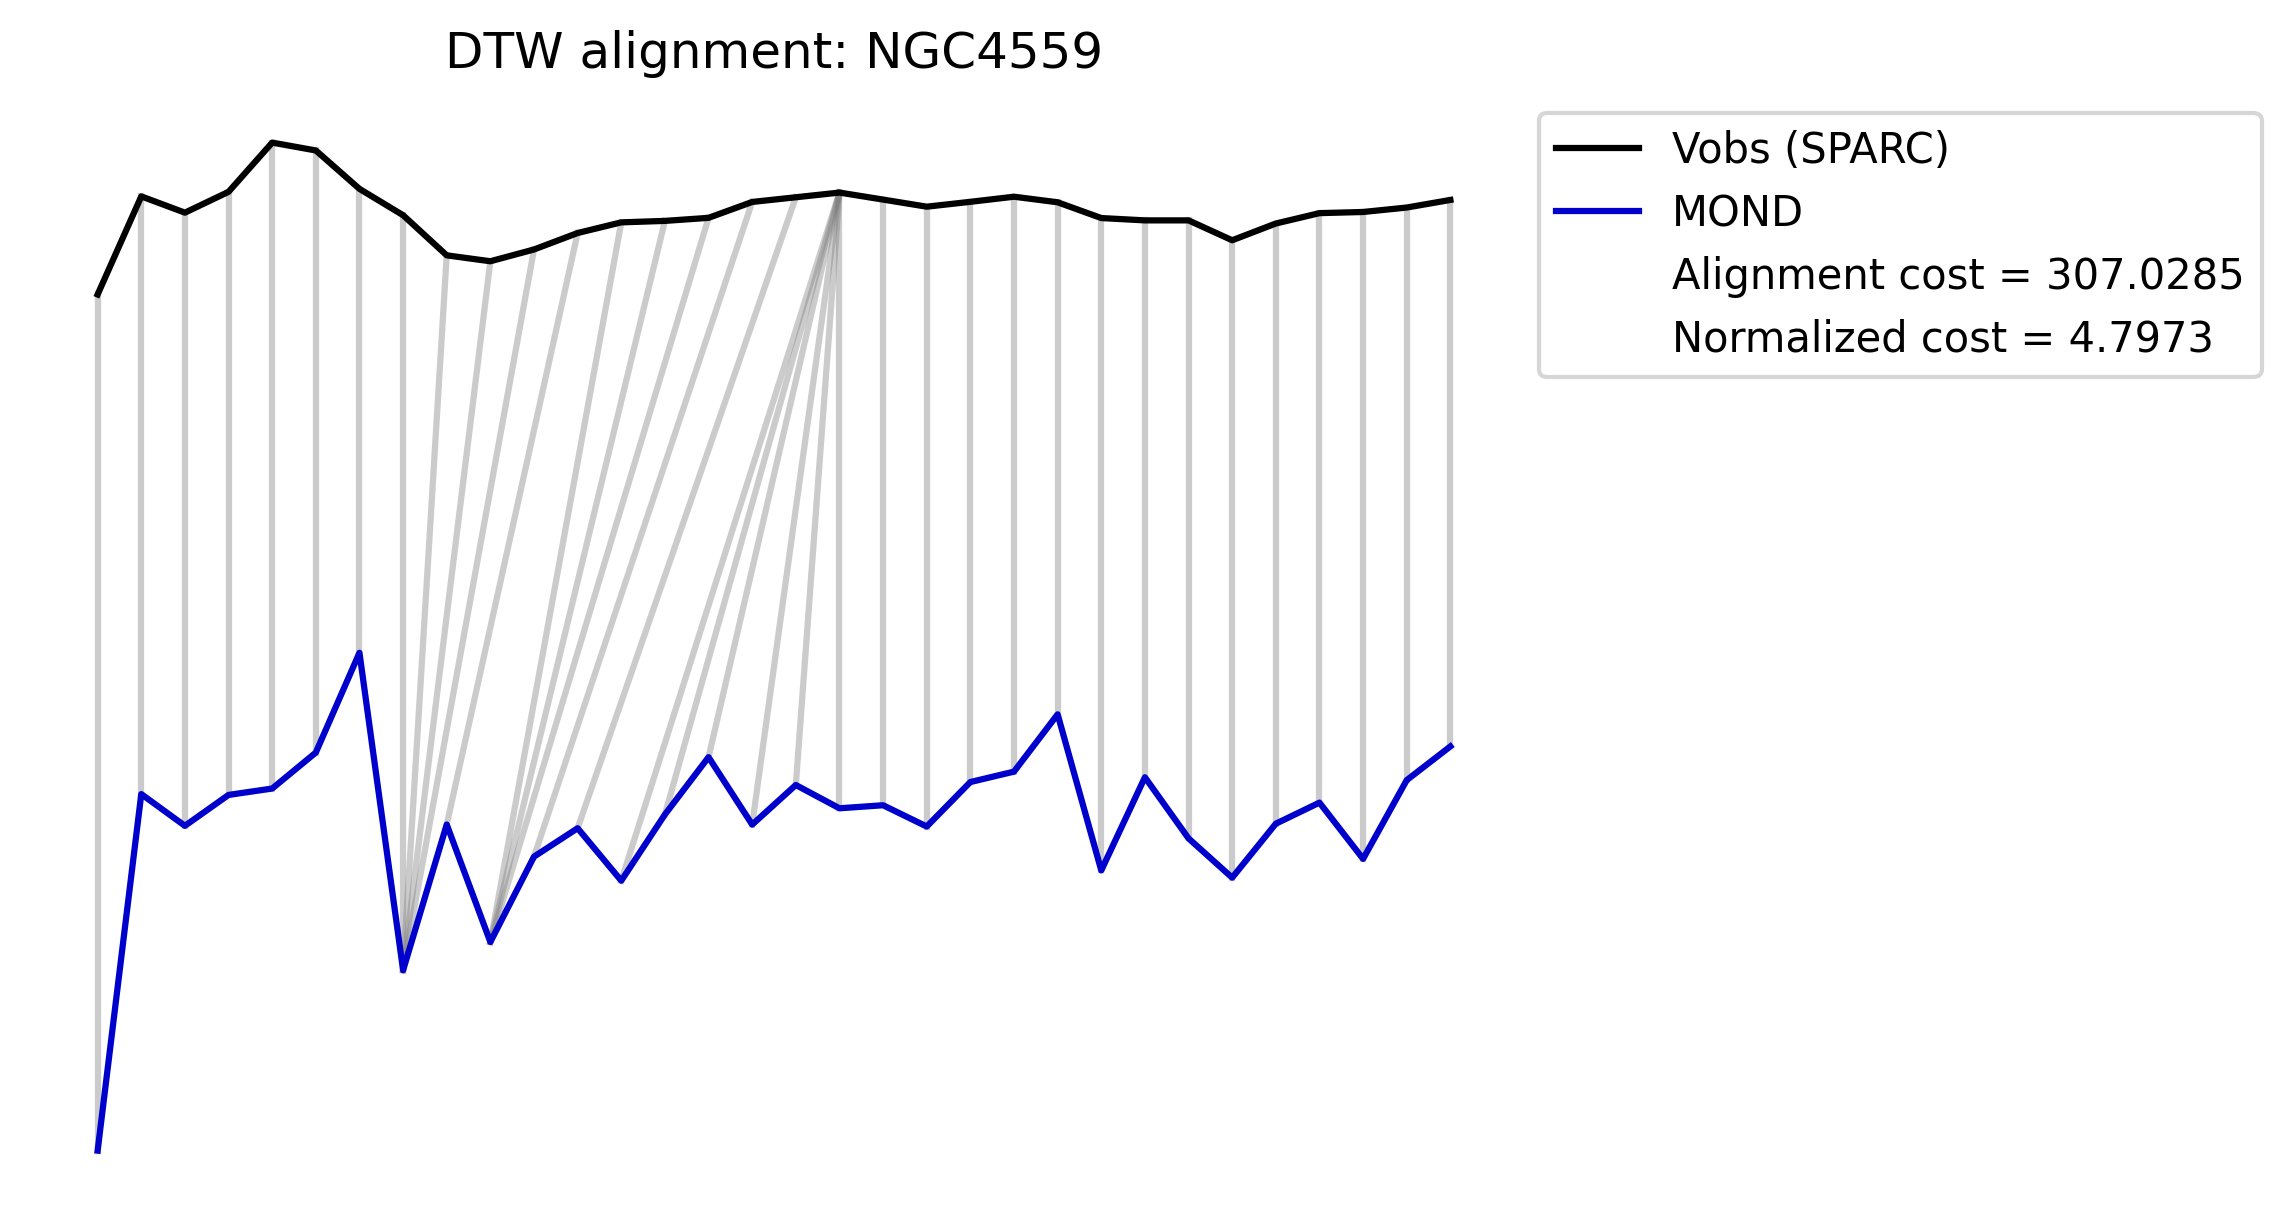 DTW alignment: NGC4559
Vobs (SPARC)
MOND
Alignment cost = 307.0285
Normalized cost = 4.7973